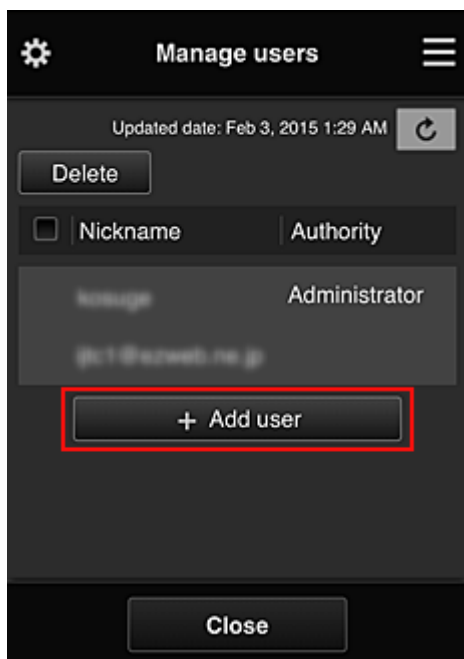 Manage users
Updated date: Feb 3, 2015 1:29 AM
Delete
Nickname Authority
Administrator
+ Add user
Close